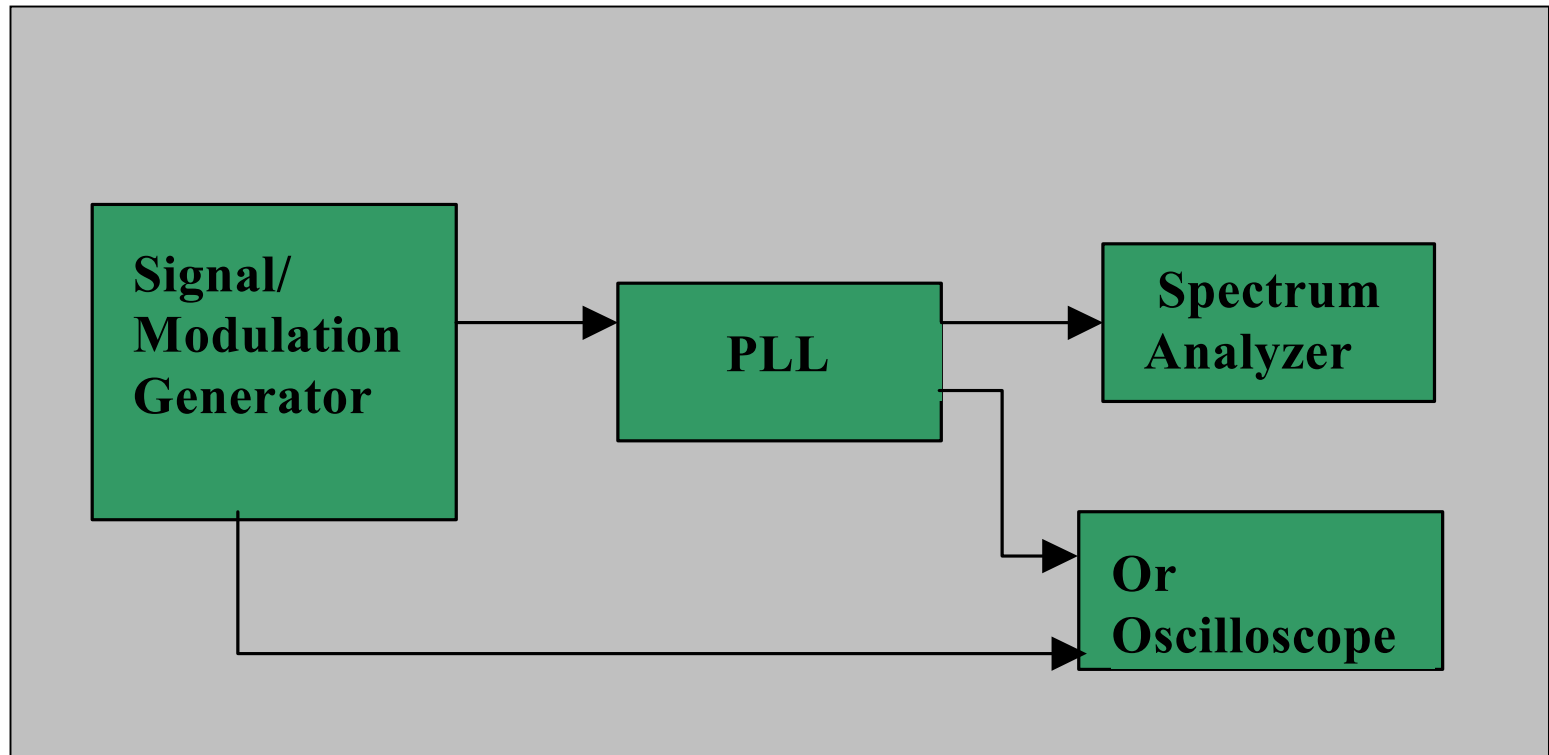 Signal/
Modulation
Generator
PLL
Spectrum
Analyzer
Or
Oscilloscope